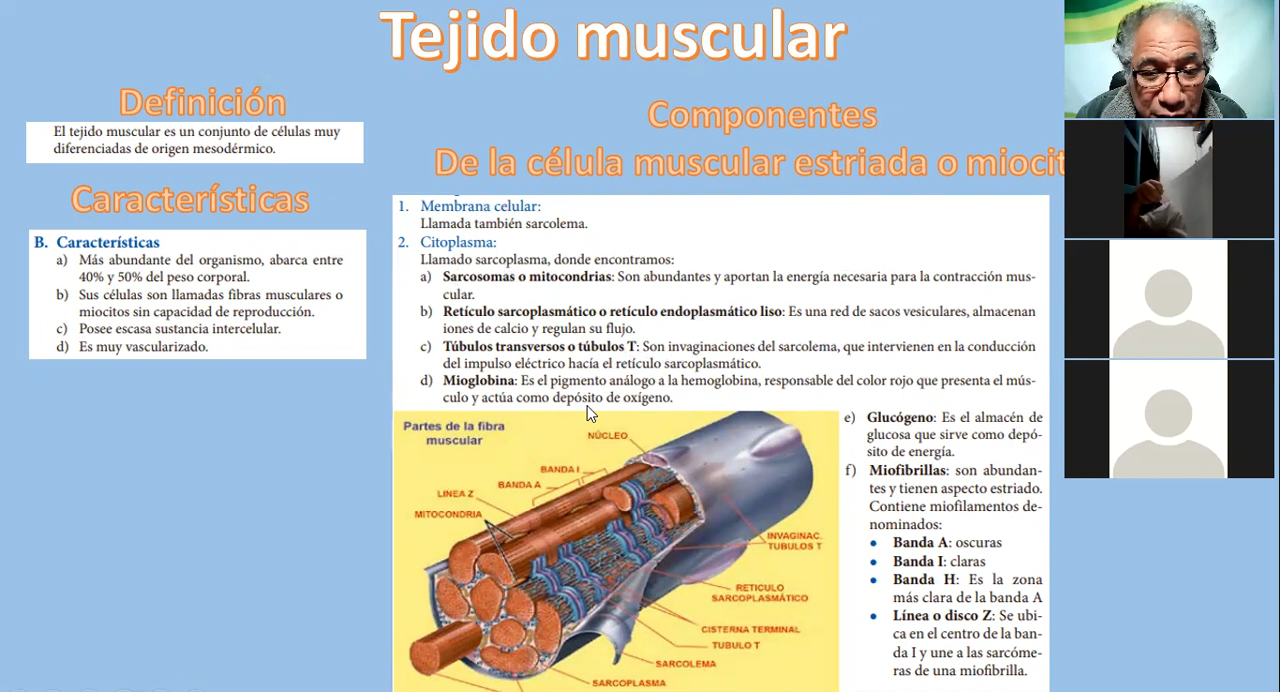 Tejido muscular
Definición
El tejido muscular es un conjunto de células muy
diferenciadas de origen mesodérmico.
Características
B. Características
a) Más abundante del organismo, abarca entre
40% y 50% del peso corporal.
b) Sus células son llamadas fibras musculares o
miocitos sin capacidad de reproducción.
c) Posee escasa sustancia intercelular.
d) Es muy vascularizado.
Componentes
De la célula muscular estriada o miocit
1. Membrana celular:
Llamada también sarcolema.
2. Citoplasma:
Llamado sarcoplasma, donde encontramos:
a) Sarcosomas o mitocondrias: Son abundantes y aportan la energía necesaria para la contracción mus-
cular.
b) Retículo sarcoplasmático o retículo endoplasmático liso: Es una red de sacos vesiculares, almacenan
iones de calcio y regulan su flujo.
c) Túbulos transversos o túbulos T: Son invaginaciones del sarcolema, que intervienen en la conducción
del impulso eléctrico hacía el retículo sarcoplasmático.
d) Mioglobina: Es el pigmento análogo a la hemoglobina, responsable del color rojo que presenta el mús-
culo y actúa como depósito de oxígeno.
Partes de la fibra
muscular
NÚCLEO
BANDA I
BANDA A
LINEA Z
MITOCONDRIA
INVAGINAC.
TUBULOS T
RETICULO
SARCOPLASMÁTICO
CISTERNA TERMINAL
TUBULO T
SARCOLEMA
SARCOPLASMA
e) Glucógeno: Es el almacén de
glucosa que sirve como depó-
sito de energía.
f) Miofibrillas: son abundan-
tes y tienen aspecto estriado.
Contiene miofilamentos de-
nominados:
• Banda A: oscuras
• Banda I: claras
• Banda H: Es la zona
más clara de la banda A
• Línea o disco Z: Se ubi-
ca en el centro de la ban-
da I y une a las sarcóme-
ras de una miofibrilla.